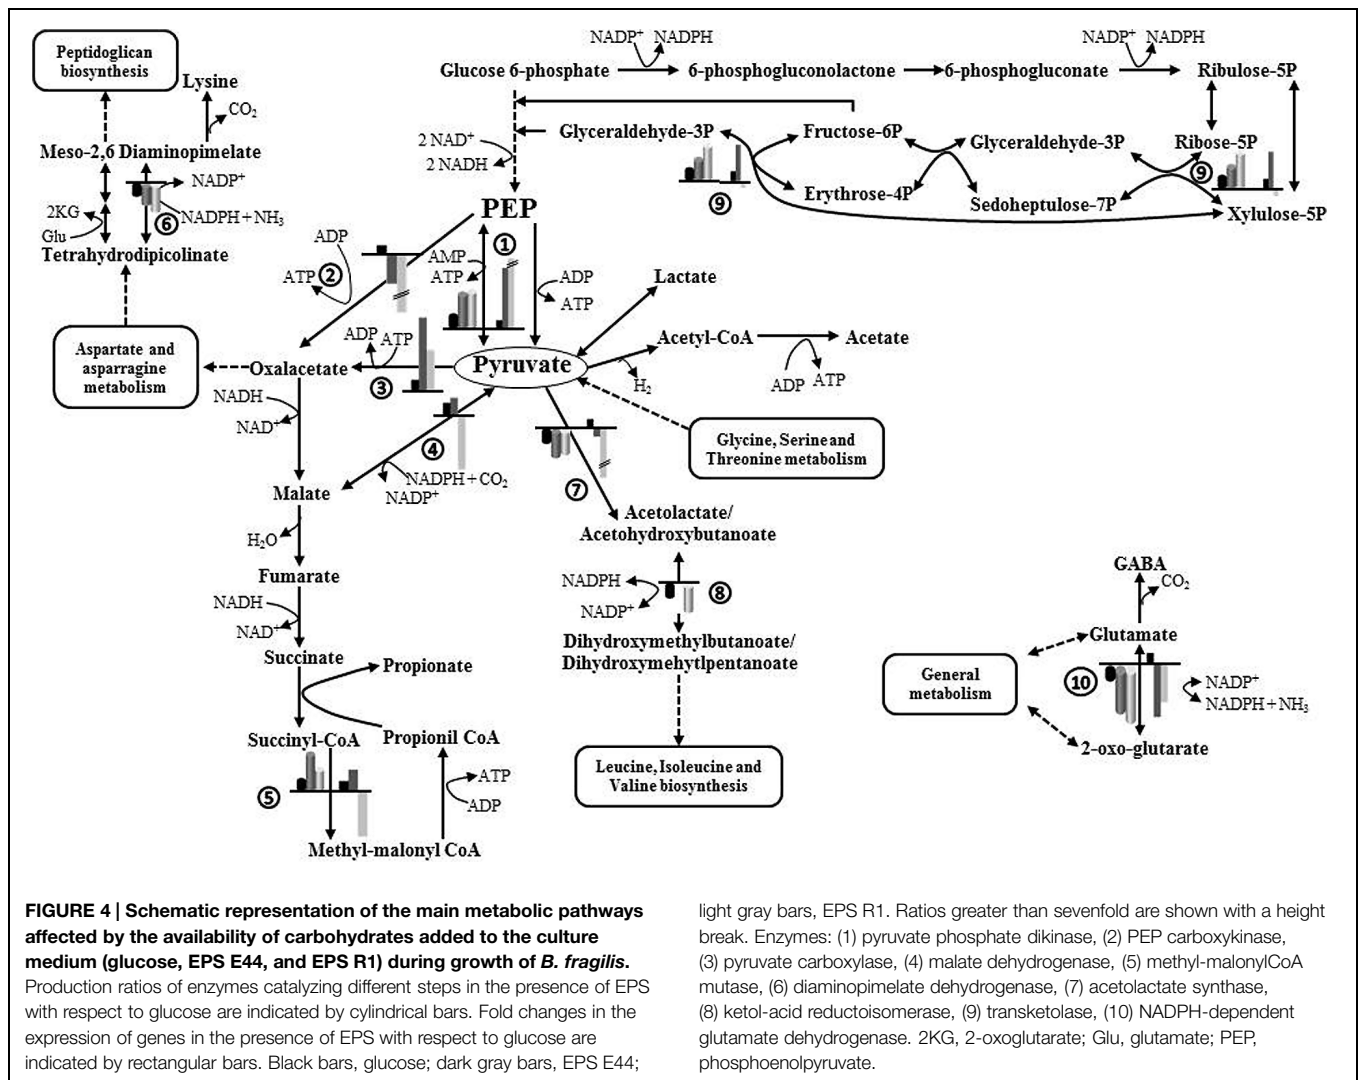 Peptidoglican
biosynthesis
Lysine
CO2
Meso-2,6 Diaminopimelate
NADP+
2KG
NADPH + NH3
Glu
⑥
Tetrahydrodipicolinate
Aspartate and
asparragine
metabolism
NADP+ NADPH
NADP+ NADPH
Glucose 6-phosphate
6-phosphogluconolactone
6-phosphogluconate
Ribulose-5P
2 NAD+
2 NADH
Glyceraldehyde-3P
Fructose-6P
Glyceraldehyde-3P
Ribose-5P
⑨
⑨
Erythrose-4P
Sedoheptulose-7P
Xylulose-5P
PEP
ADP
ATP
②
AMP
ATP
①
ADP
ATP
Lactate
ADP
ATP
Oxalacetate
③
Pyruvate
H2
Acetyl-CoA
Acetate
ADP
ATP
NADH
NAD+
④
NADPH + CO2
NADP+
Glycine, Serine and
Threonine metabolism
⑦
Malate
H2O
Fumarate
NADH
NAD+
Succinate
Propionate
Succinyl-CoA
Propionil CoA
⑤
ATP
ADP
Methyl-malonyl CoA
Acetolactate/
Acetohydroxybutanoate
NADPH
NADP+
⑧
Dihydroxymethylbutanoate/
Dihydroxymehytlpentanoate
Leucine, Isoleucine and
Valine biosynthesis
GABA
CO2
Glutamate
General
metabolism
⑩
NADP+
NADPH + NH3
2-oxo-glutarate
FIGURE 4 | Schematic representation of the main metabolic pathways
affected by the availability of carbohydrates added to the culture
medium (glucose, EPS E44, and EPS R1) during growth of B. fragilis.
Production ratios of enzymes catalyzing different steps in the presence of EPS
with respect to glucose are indicated by cylindrical bars. Fold changes in the
expression of genes in the presence of EPS with respect to glucose are
indicated by rectangular bars. Black bars, glucose; dark gray bars, EPS E44;
light gray bars, EPS R1. Ratios greater than sevenfold are shown with a height
break. Enzymes: (1) pyruvate phosphate dikinase, (2) PEP carboxykinase,
(3) pyruvate carboxylase, (4) malate dehydrogenase, (5) methyl-malonylCoA
mutase, (6) diaminopimelate dehydrogenase, (7) acetolactate synthase,
(8) ketol-acid reductoisomerase, (9) transketolase, (10) NADPH-dependent
glutamate dehydrogenase. 2KG, 2-oxoglutarate; Glu, glutamate; PEP,
phosphoenolpyruvate.